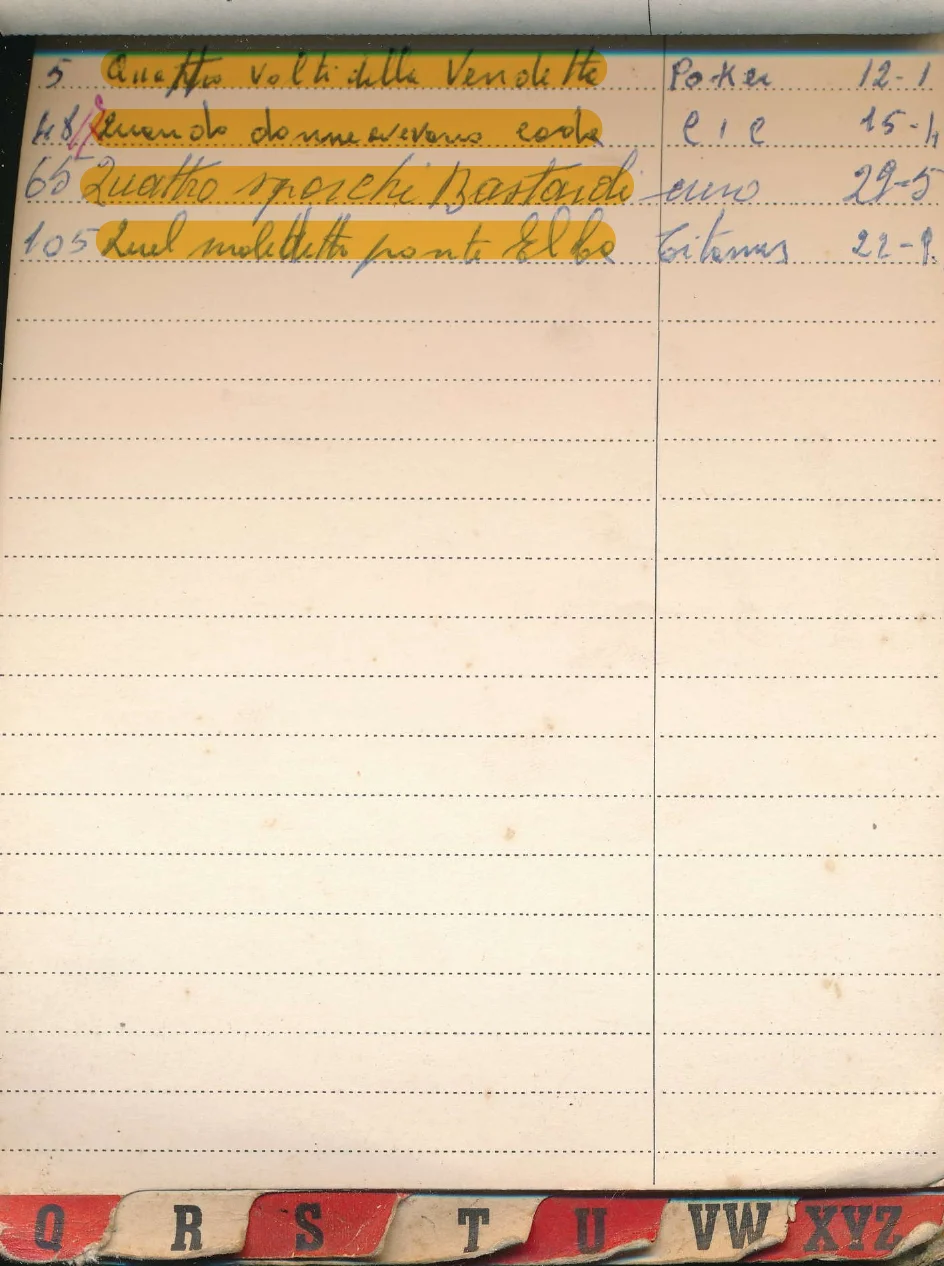 5 Quattro volti della Vendetta Poker 12-1
48 Quando donne avevano coda C I C 15-4
65 Quattro sporchi Bastardi euro 29-5
105 Quel maledetto ponte Elba Titanus 22-9
Q R S T U VW XYZ